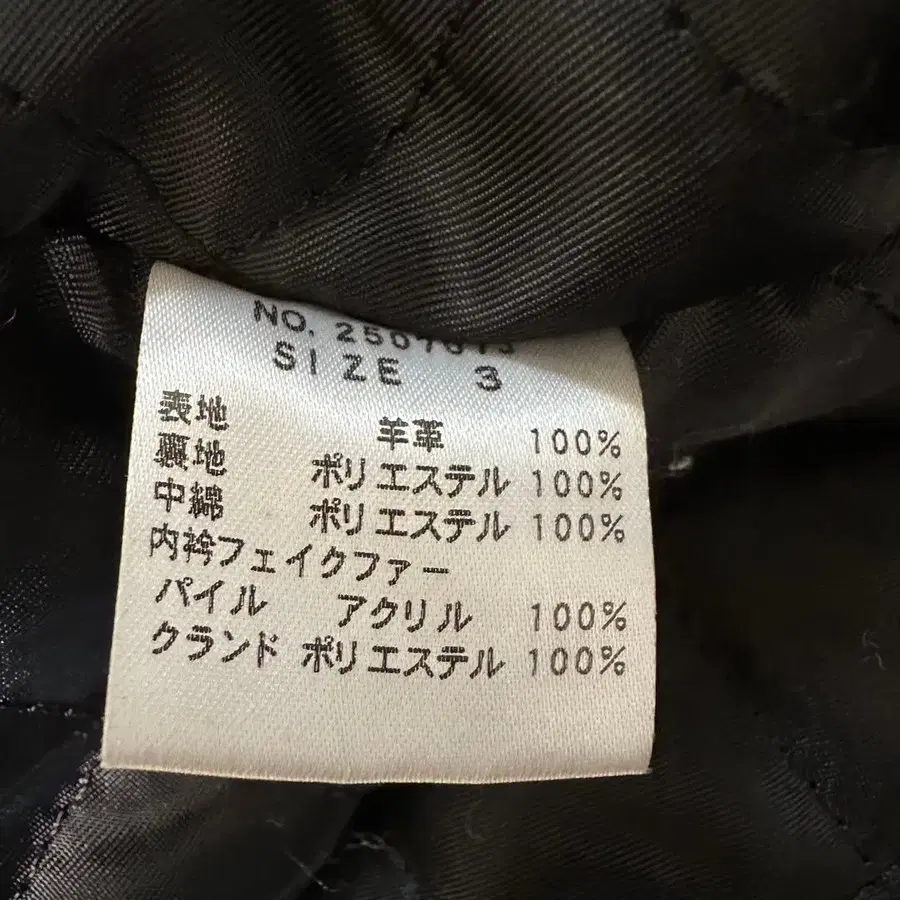 NO.
SIZE 3
表地 羊革 100%
裏地 ポリエステル 100%
中綿 ポリエステル 100%
内衿フェイクファー
パイル アクリル 100%
クランド ポリエステル 100%